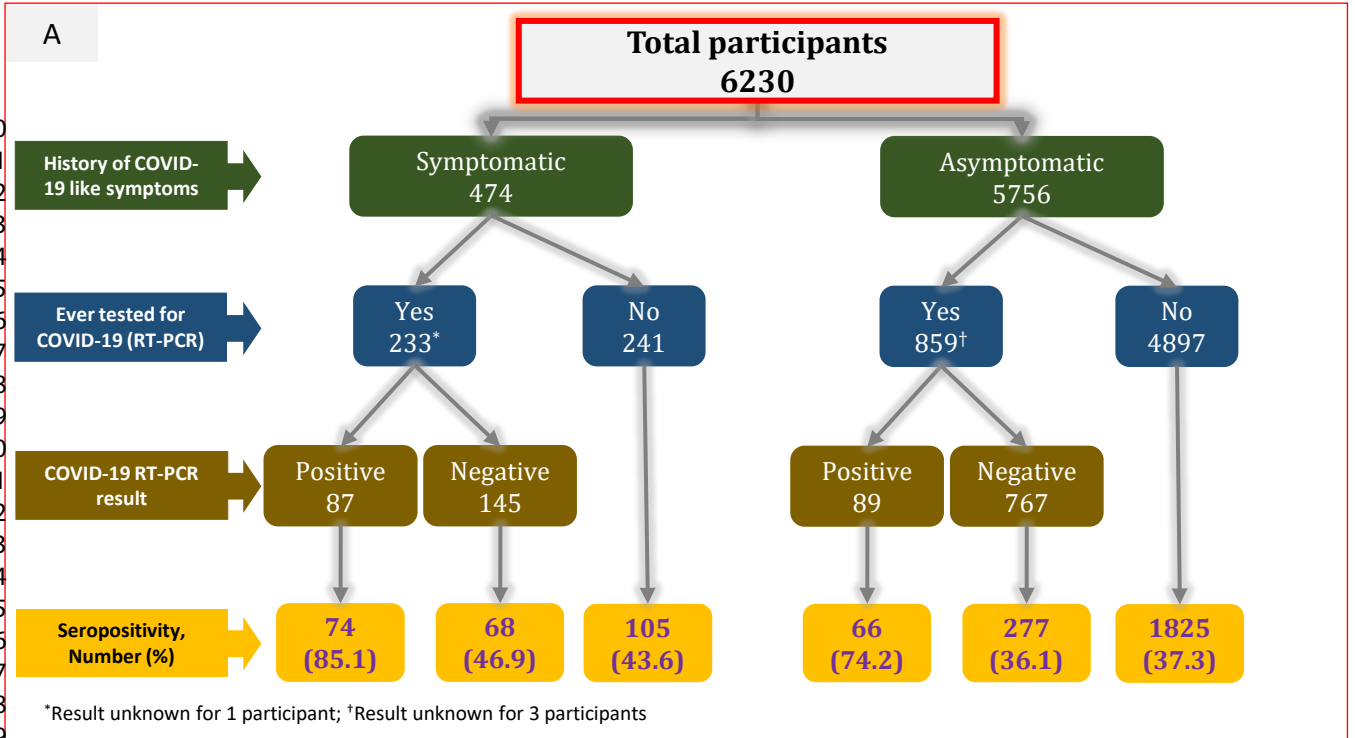 A
Total participants
6230
History of COVID-
19 like symptoms
Symptomatic
474
Asymptomatic
5756
Ever tested for
COVID-19 (RT-PCR)
Yes
233*
No
241
Yes
859†
No
4897
COVID-19 RT-PCR
result
Positive
87
Negative
145
Positive
89
Negative
767
Seropositivity,
Number (%)
74
(85.1)
68
(46.9)
105
(43.6)
66
(74.2)
277
(36.1)
1825
(37.3)
*Result unknown for 1 participant; †Result unknown for 3 participants